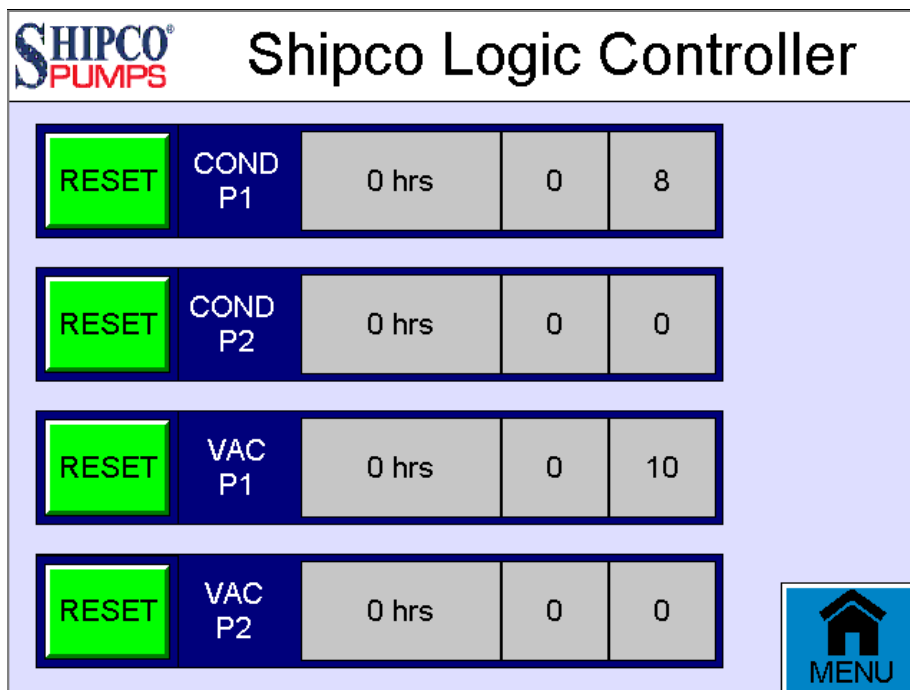 SHIPCO®
PUMPS
Shipco Logic Controller
RESET COND P1 0 hrs 0 8
RESET COND P2 0 hrs 0 0
RESET VAC P1 0 hrs 0 10
RESET VAC P2 0 hrs 0 0
MENU